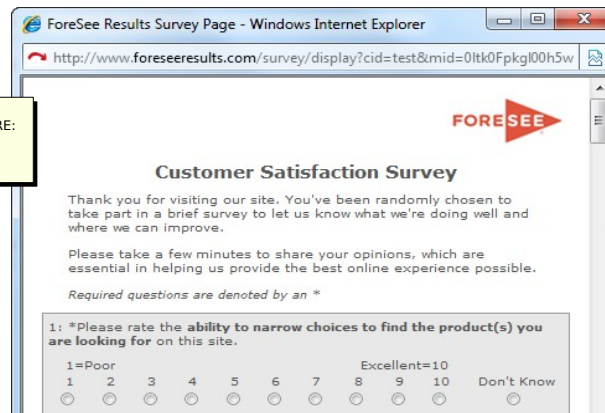 ForeSee Results Survey Page - Windows Internet Explorer
http://www.foreseeresults.com/survey/display?cid=test&mid=0ltk0Fpkgl00h5w
RE:
FORESEE
Customer Satisfaction Survey
Thank you for visiting our site. You've been randomly chosen to
take part in a brief survey to let us know what we're doing well and
where we can improve.
Please take a few minutes to share your opinions, which are
essential in helping us provide the best online experience possible.
Required questions are denoted by an *
1: *Please rate the ability to narrow choices to find the product(s) you
are looking for on this site.
1=Poor Excellent=10
1 2 3 4 5 6 7 8 9 10 Don't Know